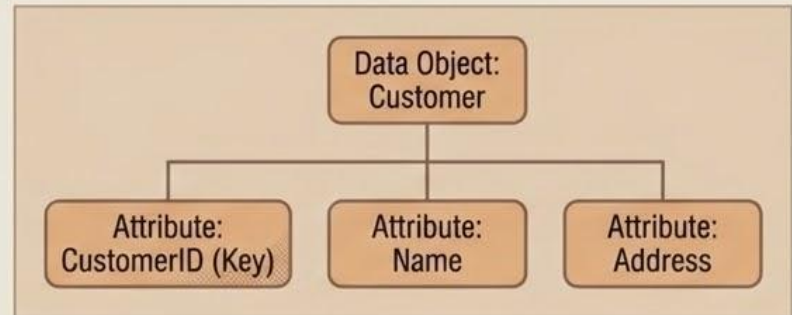 Data Object:
Customer
Attribute:
CustomerID (Key)
Attribute:
Name
Attribute:
Address